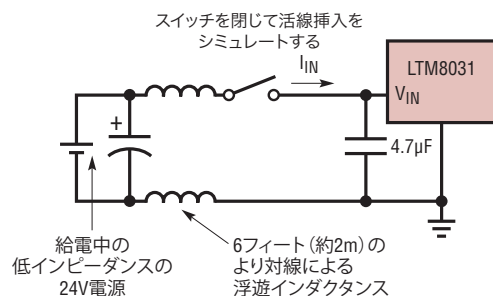 スイッチを閉じて活線挿入を
シミュレートする
IIN
LTM8031
VIN
+
4.7µF
給電中の
低インピーダンスの
24V電源
6フィート(約2m)の
より対線による
浮遊インダクタンス